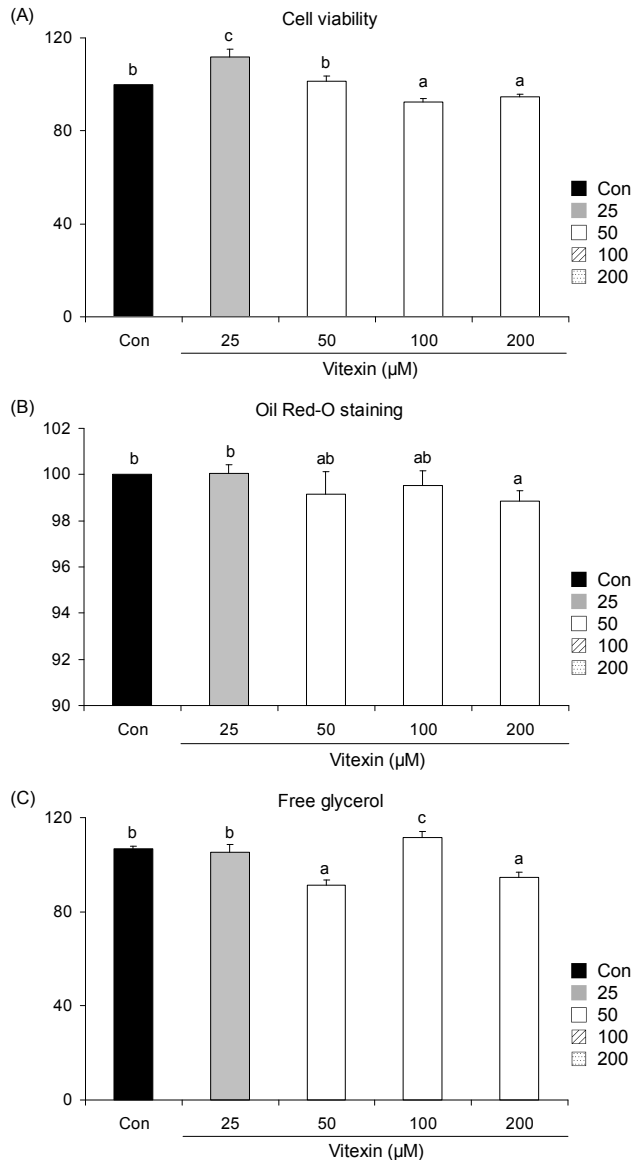 (A)
Cell viability
120
80
40
0
b
c
b
a
a
Con
25
50
100
200
Vitexin (µM)
Con
25
50
100
200
(B)
Oil Red-O staining
102
100
98
96
94
92
90
b
b
ab
ab
a
Con
25
50
100
200
Vitexin (µM)
Con
25
50
100
200
(C)
Free glycerol
120
80
40
0
b
b
a
c
a
Con
25
50
100
200
Vitexin (µM)
Con
25
50
100
200